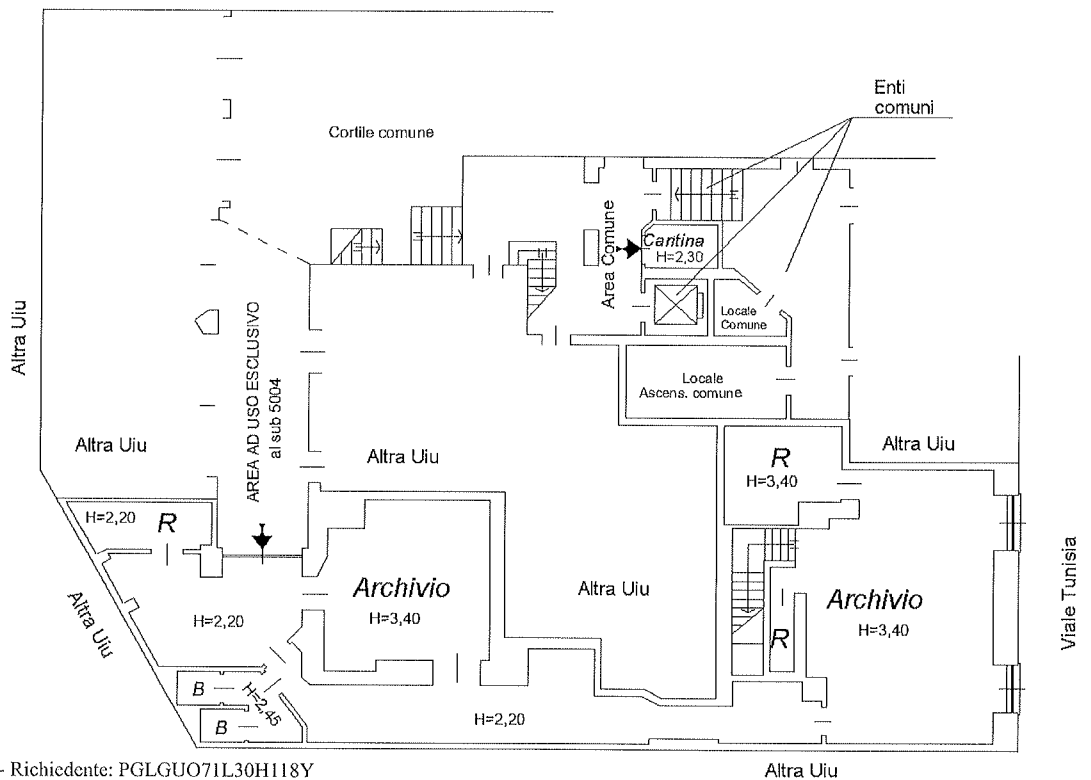 Enti
comuni
Cortile comune
Area Comune
Cantina
H=2,30
Locale
Comune
Locale
Ascens. comune
Altra Uiu
AREA AD USO ESCLUSIVO
al sub 5004
Altra Uiu
Altra Uiu
Altra Uiu
R
H=3,40
H=2,20
R
Altra Uiu
Archivio
H=3,40
H=2,20
Altra Uiu
Archivio
H=3,40
R
Viale Tunisia
B
H=2,45
B
H=2,20
- Richiedente: PGLGUO71L30H118Y
Altra Uiu